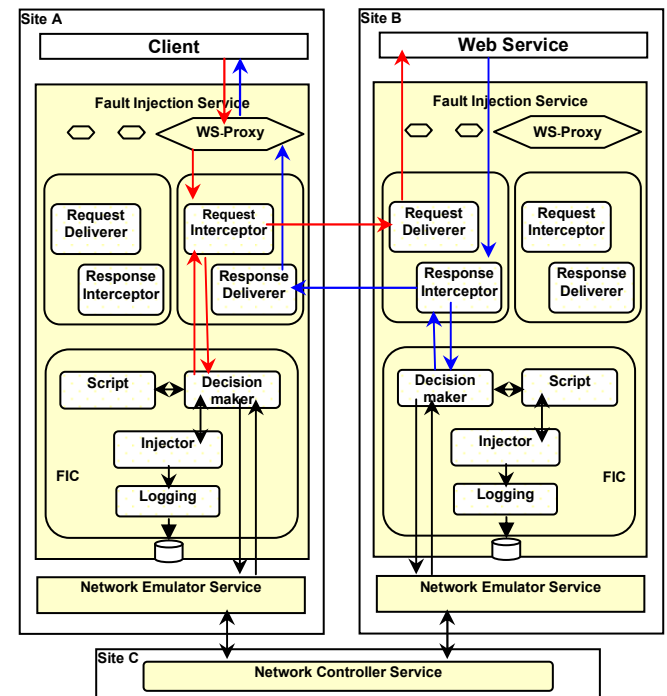 Site A
Client
Fault Injection Service
WS-Proxy
Request
Deliverer
Response
Interceptor
Request
Interceptor
Response
Deliverer
Script
Decision
maker
Injector
FIC
Logging
Network Emulator Service
Site B
Web Service
Fault Injection Service
WS-Proxy
Request
Deliverer
Response
Interceptor
Request
Interceptor
Response
Deliverer
Decision
maker
Script
Injector
FIC
Logging
Network Emulator Service
Site C
Network Controller Service